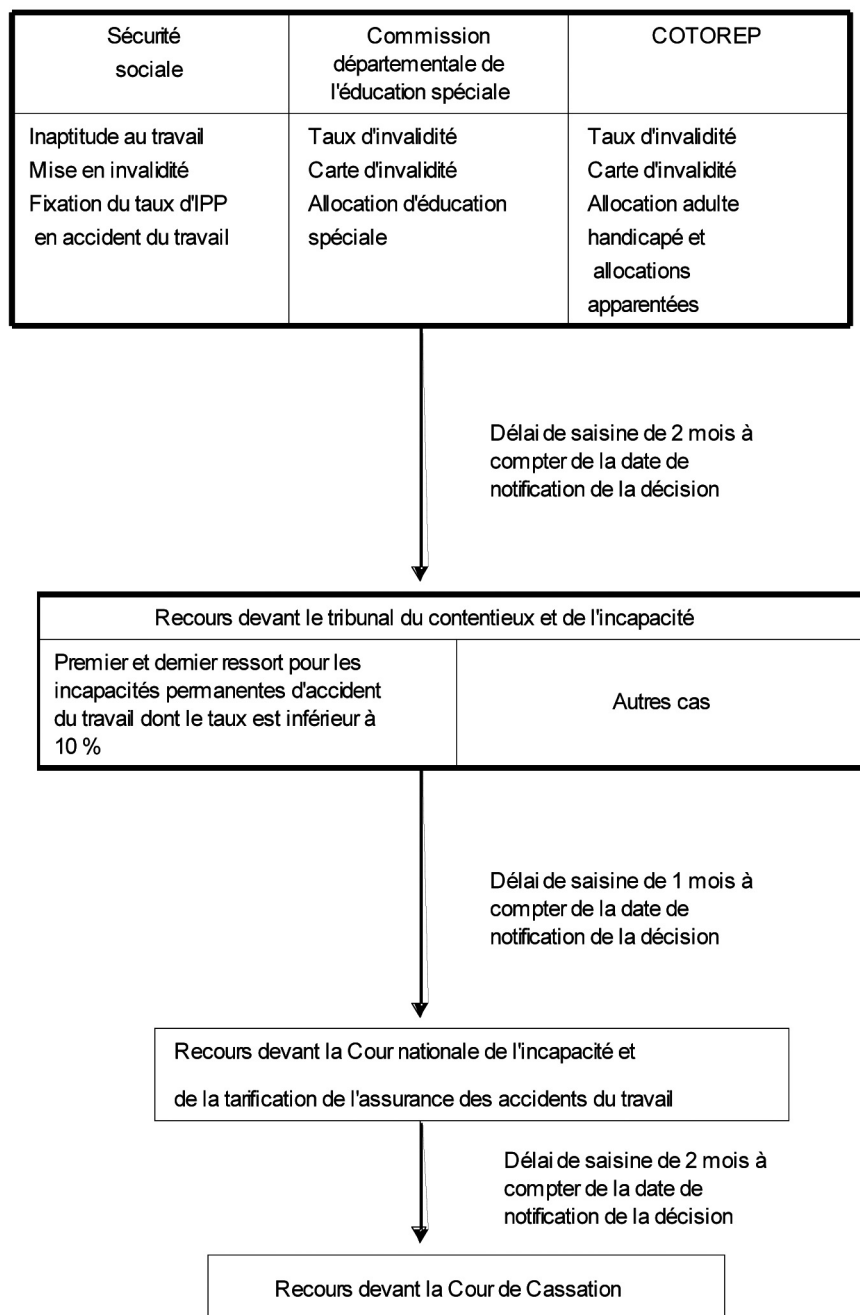 Sécurité
sociale
Commission
départementale de
l'éducation spéciale
COTOREP
Inaptitude au travail
Mise en invalidité
Fixation du taux d'IPP
en accident du travail
Taux d'invalidité
Carte d'invalidité
Allocation d'éducation
spéciale
Taux d'invalidité
Carte d'invalidité
Allocation adulte
handicapé et
allocations
apparentées
Délai de saisine de 2 mois à
compter de la date de
notification de la décision
Recours devant le tribunal du contentieux et de l'incapacité
Premier et dernier ressort pour les
incapacités permanentes d'accident
du travail dont le taux est inférieur à
10 %
Autres cas
Délai de saisine de 1 mois à
compter de la date de
notification de la décision
Recours devant la Cour nationale de l'incapacité et
de la tarification de l'assurance des accidents du travail
Délai de saisine de 2 mois à
compter de la date de
notification de la décision
Recours devant la Cour de Cassation